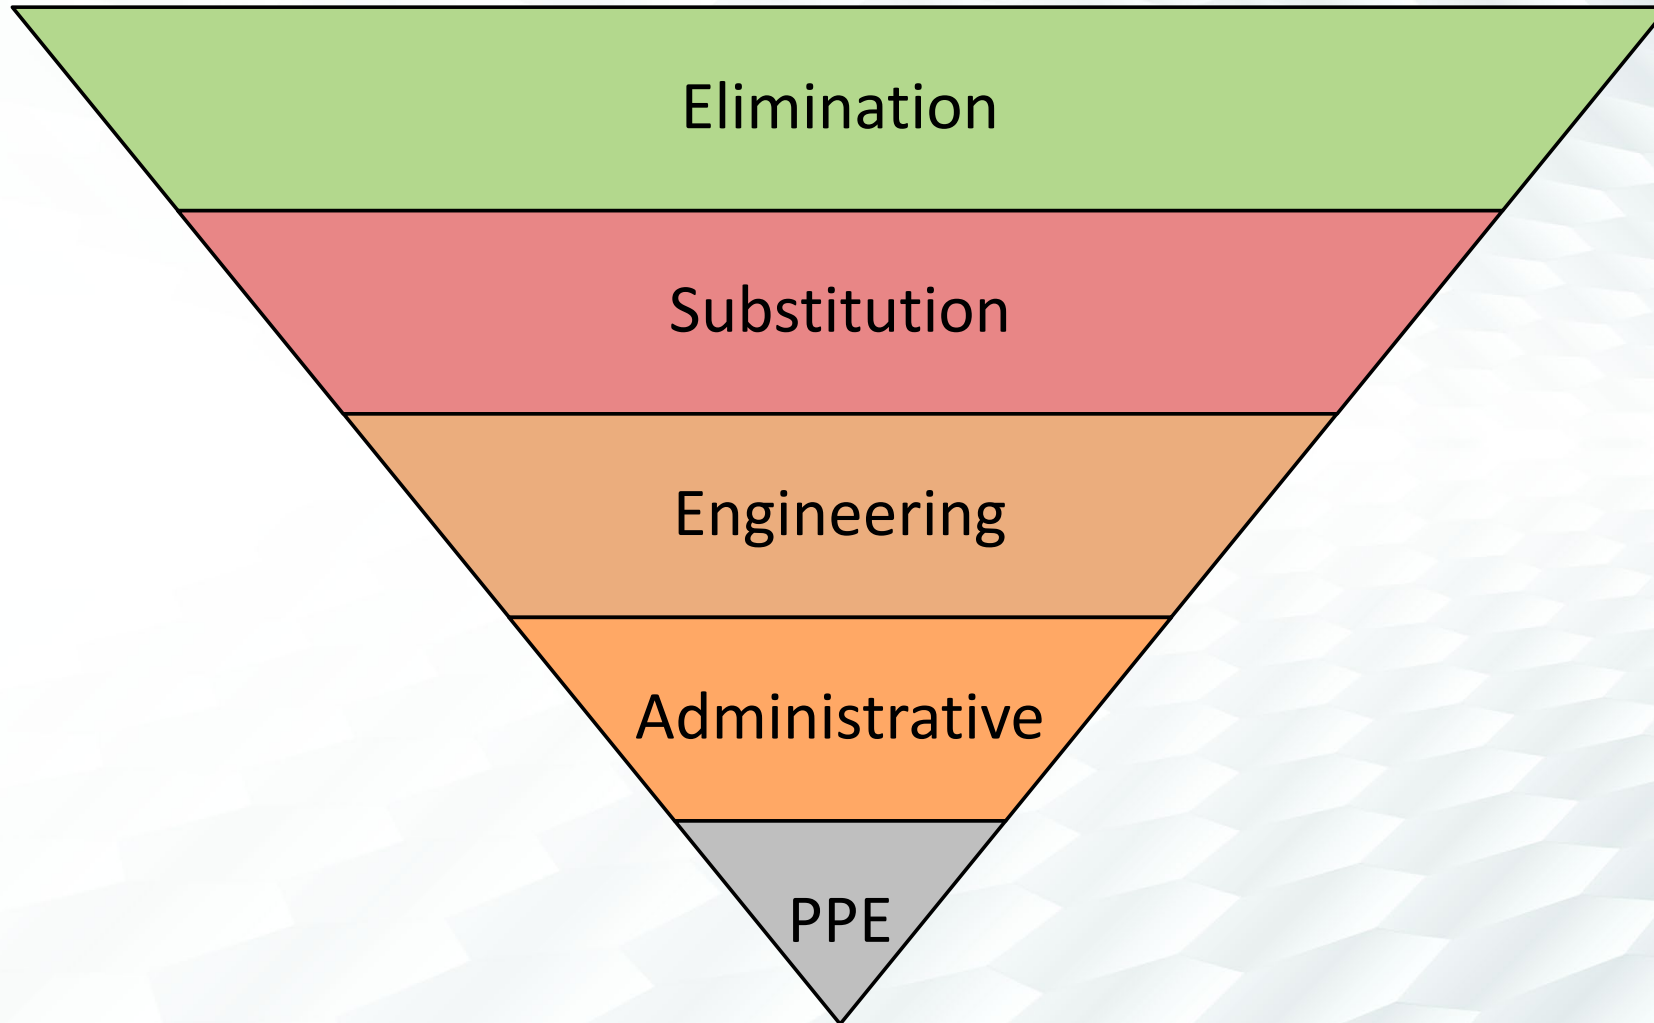 Elimination
Substitution
Engineering
Administrative
PPE